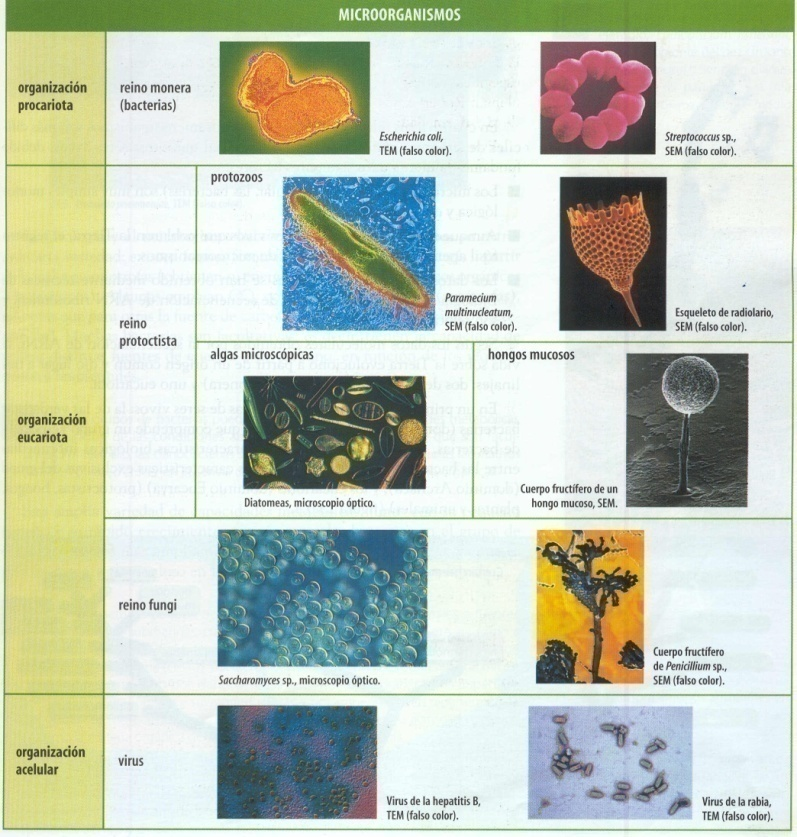 MICROORGANISMOS
organización
procariota
reino monera
(bacterias)
Escherichia coli,
TEM (falso color).
Streptococcus sp.,
SEM (falso color).
organización
eucariota
reino
protoctista
protozoos
Paramecium
multinucleatum,
SEM (falso color).
Esqueleto de radiolario,
SEM (falso color).
algas microscópicas
Diatomeas, microscopio óptico.
hongos mucosos
Cuerpo fructífero de un
hongo mucoso, SEM.
reino fungi
Saccharomyces sp., microscopio óptico.
Cuerpo fructífero
de Penicillium sp.,
SEM (falso color).
organización
acelular
virus
Virus de la hepatitis B,
TEM (falso color).
Virus de la rabia,
TEM (falso color).